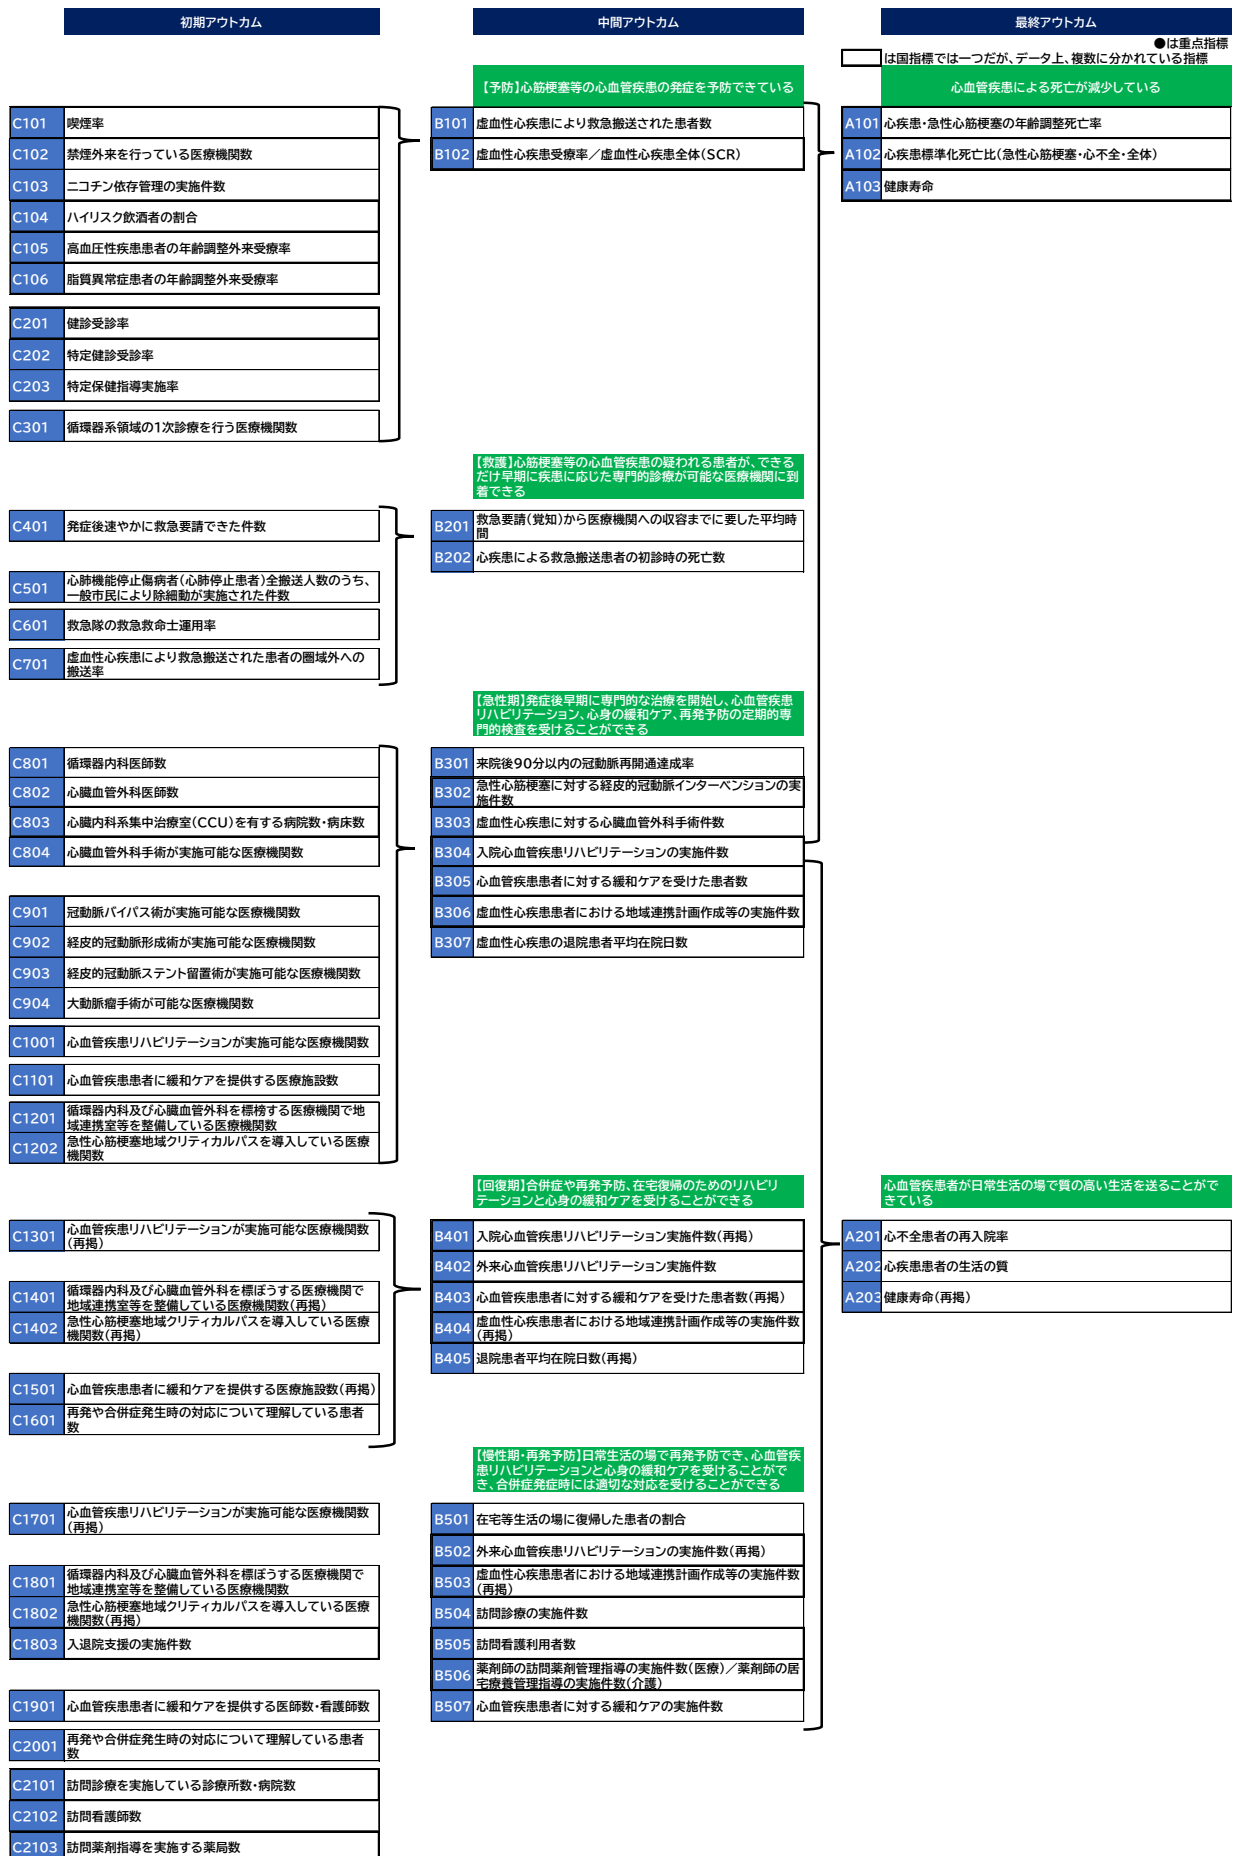 初期アウトカム
中間アウトカム
最終アウトカム
●は重点指標
は国指標では一つだが、データ上、複数に分かれている指標
【予防】心筋梗塞等の心血管疾患の発症を予防できている
心血管疾患による死亡が減少している
C101 喫煙率
C102 禁煙外来を行っている医療機関数
C103 ニコチン依存管理の実施件数
C104 ハイリスク飲酒者の割合
C105 高血圧性疾患患者の年齢調整外来受療率
C106 脂質異常症患者の年齢調整外来受療率
C201 健診受診率
C202 特定健診受診率
C203 特定保健指導実施率
C301 循環器系領域の1次診療を行う医療機関数
B101 虚血性心疾患により救急搬送された患者数
B102 虚血性心疾患受療率／虚血性心疾患全体(SCR)
A101 心疾患・急性心筋梗塞の年齢調整死亡率
A102 心疾患標準化死亡比(急性心筋梗塞・心不全・全体)
A103 健康寿命
【救護】心筋梗塞等の心血管疾患の疑われる患者が、できる
だけ早期に疾患に応じた専門的診療が可能な医療機関に到
着できる
C401 発症後速やかに救急要請できた件数
C501 心肺機能停止傷病者(心肺停止患者)全搬送人数のうち、
一般市民により除細動が実施された件数
C601 救急隊の救急救命士運用率
C701 虚血性心疾患により救急搬送された患者の圏域外への
搬送率
B201 救急要請(覚知)から医療機関への収容までに要した平均時
間
B202 心疾患による救急搬送患者の初診時の死亡数
【急性期】発症後早期に専門的な治療を開始し、心血管疾患
リハビリテーション、心身の緩和ケア、再発予防の定期的専
門的検査を受けることができる
C801 循環器内科医師数
C802 心臓血管外科医師数
C803 心臓内科系集中治療室(CCU)を有する病院数・病床数
C804 心臓血管外科手術が実施可能な医療機関数
C901 冠動脈バイパス術が実施可能な医療機関数
C902 経皮的冠動脈形成術が実施可能な医療機関数
C903 経皮的冠動脈ステント留置術が実施可能な医療機関数
C904 大動脈瘤手術が可能な医療機関数
C1001 心血管疾患リハビリテーションが実施可能な医療機関数
C1101 心血管疾患患者に緩和ケアを提供する医療施設数
C1201 循環器内科及び心臓血管外科を標榜する医療機関で地
域連携室等を整備している医療機関数
C1202 急性心筋梗塞地域クリティカルパスを導入している医療
機関数
B301 来院後90分以内の冠動脈再開通達成率
B302 急性心筋梗塞に対する経皮的冠動脈インターベンションの実
施件数
B303 虚血性心疾患に対する心臓血管外科手術件数
B304 入院心血管疾患リハビリテーションの実施件数
B305 心血管疾患患者に対する緩和ケアを受けた患者数
B306 虚血性心疾患患者における地域連携計画作成等の実施件数
B307 虚血性心疾患の退院患者平均在院日数
【回復期】合併症や再発予防、在宅復帰のためのリハビリ
テーションと心身の緩和ケアを受けることができる
心血管疾患者が日常生活の場で質の高い生活を送ることがで
きている
C1301 心血管疾患リハビリテーションが実施可能な医療機関数
(再掲)
C1401 循環器内科及び心臓血管外科を標ぼうする医療機関で
地域連携室等を整備している医療機関数(再掲)
C1402 急性心筋梗塞地域クリティカルパスを導入している医療
機関数(再掲)
C1501 心血管疾患患者に緩和ケアを提供する医療施設数(再掲)
C1601 再発や合併症発生時の対応について理解している患者
数
B401 入院心血管疾患リハビリテーション実施件数(再掲)
B402 外来心血管疾患リハビリテーション実施件数
B403 心血管疾患患者に対する緩和ケアを受けた患者数(再掲)
B404 虚血性心疾患患者における地域連携計画作成等の実施件数
(再掲)
B405 退院患者平均在院日数(再掲)
A201 心不全患者の再入院率
A202 心疾患患者の生活の質
A203 健康寿命(再掲)
【慢性期・再発予防】日常生活の場で再発予防でき、心血管疾
患リハビリテーションと心身の緩和ケアを受けることがで
き、合併症発症時には適切な対応を受けることができる
C1701 心血管疾患リハビリテーションが実施可能な医療機関数
(再掲)
C1801 循環器内科及び心臓血管外科を標ぼうする医療機関で
地域連携室等を整備している医療機関数
C1802 急性心筋梗塞地域クリティカルパスを導入している医療
機関数(再掲)
C1803 入退院支援の実施件数
C1901 心血管疾患患者に緩和ケアを提供する医師数・看護師数
C2001 再発や合併症発生時の対応について理解している患者
数
C2101 訪問診療を実施している診療所数・病院数
C2102 訪問看護師数
C2103 訪問薬剤指導を実施する薬局数
B501 在宅等生活の場に復帰した患者の割合
B502 外来心血管疾患リハビリテーションの実施件数(再掲)
B503 虚血性心疾患患者における地域連携計画作成等の実施件数
(再掲)
B504 訪問診療の実施件数
B505 訪問看護利用者数
B506 薬剤師の訪問薬剤管理指導の実施件数(医療)／薬剤師の居
宅療養管理指導の実施件数(介護)
B507 心血管疾患患者に対する緩和ケアの実施件数